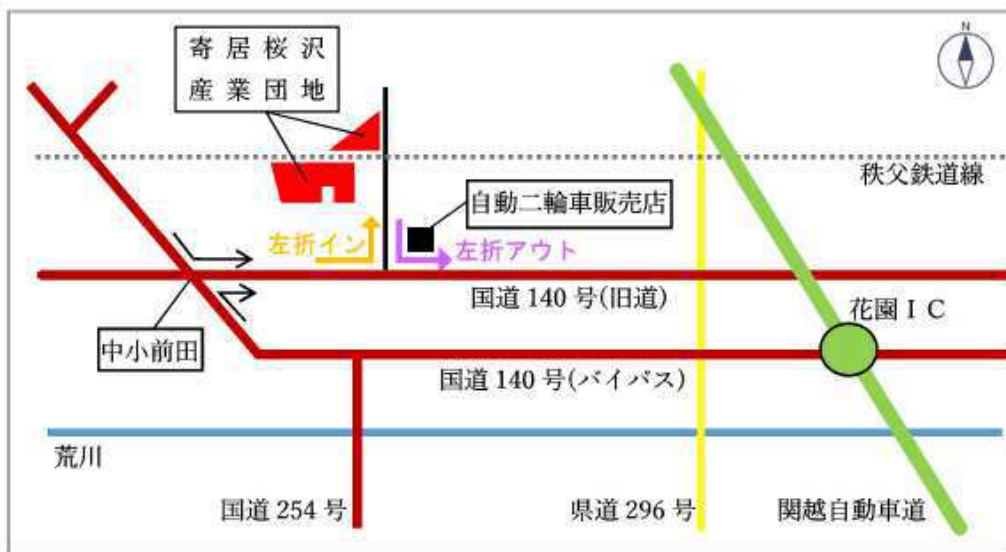 N
寄居桜沢
産業団地
秩父鉄道線
自動二輪車販売店
左折イン
左折アウト
国道140号(旧道)
花園IC
中小前田
国道140号(バイパス)
荒川
国道254号
県道296号
関越自動車道